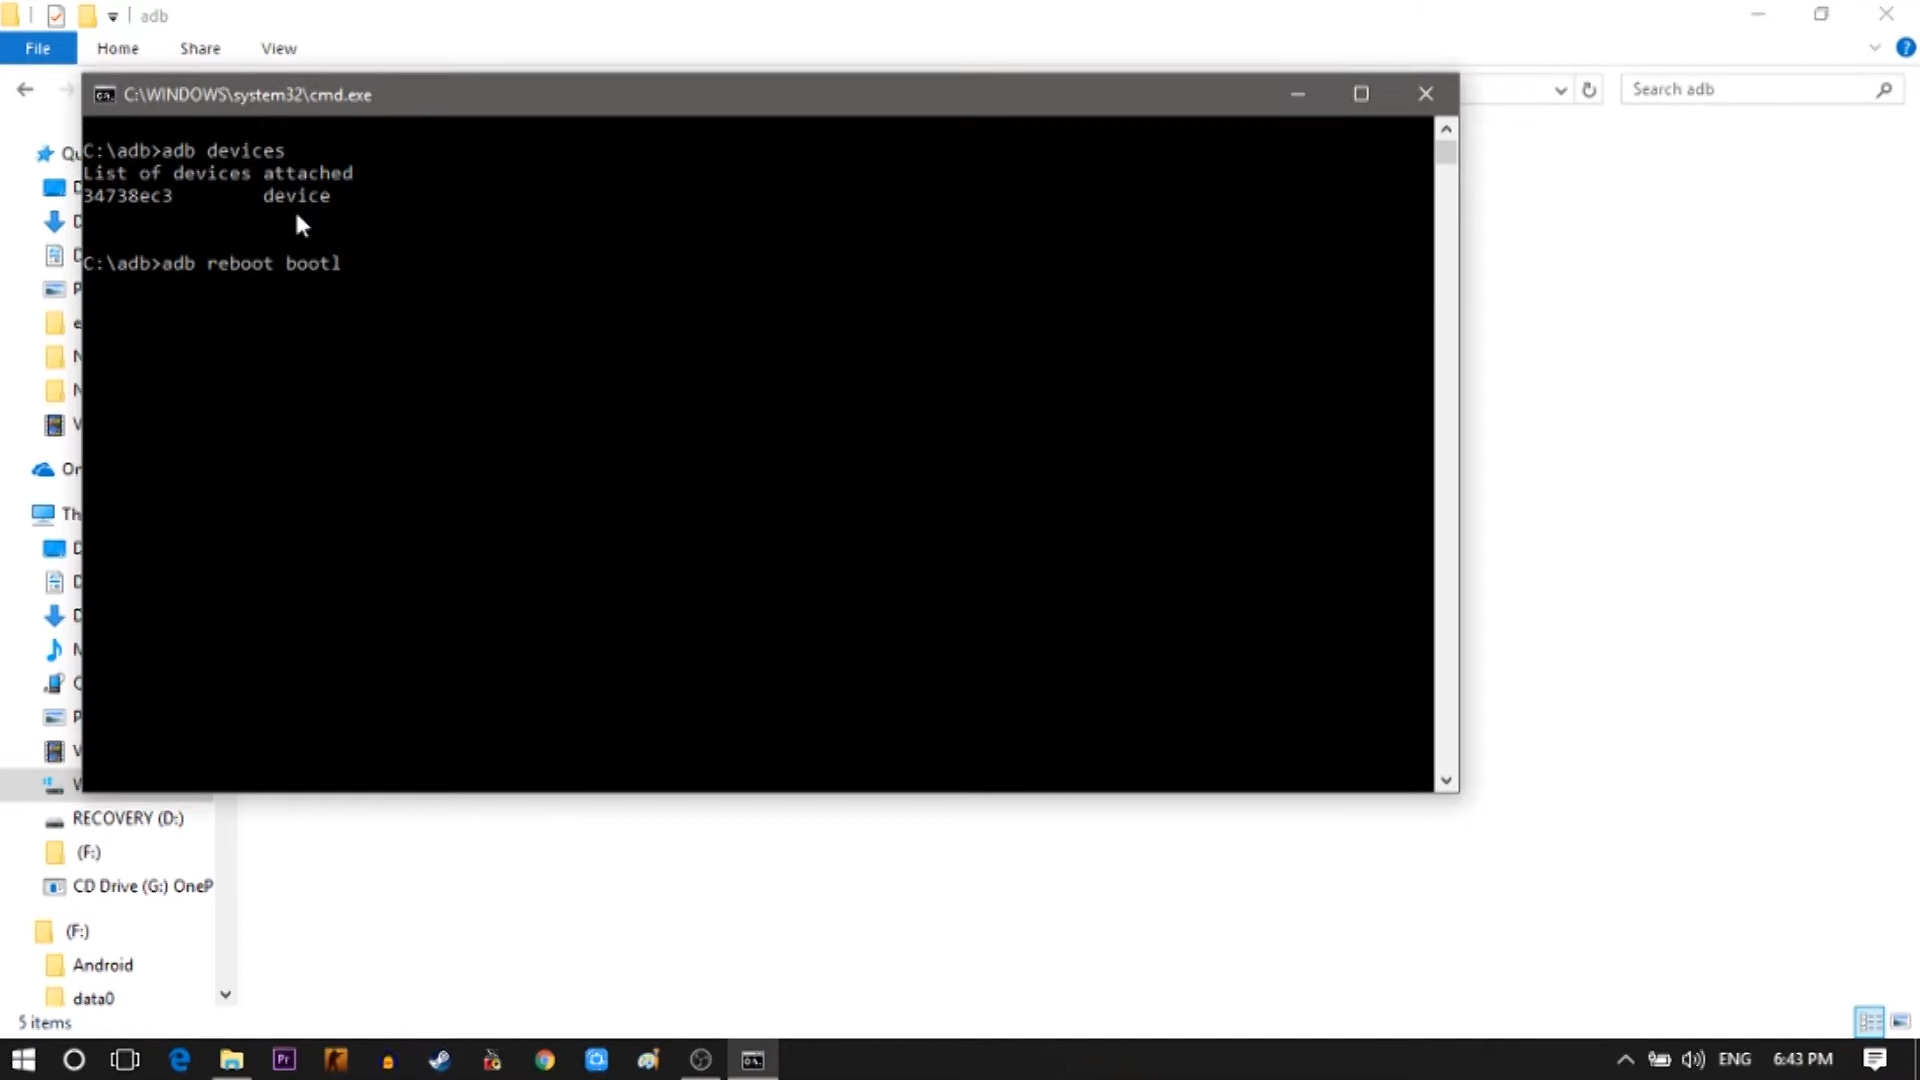 adb
File Home Share View
C:\WINDOWS\system32\cmd.exe
Search adb
C:\adb>adb devices
List of devices attached
34738ec3 device
C:\adb>adb reboot bootl
RECOVERY (D:)
(F:)
CD Drive (G:) OneP
(F:)
Android
data0
5 items
Pr
ENG 6:43 PM